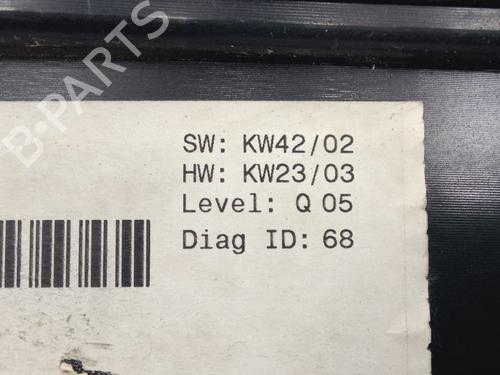 B-PARTS
SW: KW42/02
HW: KW23/03
Level: Q 05
Diag ID: 68